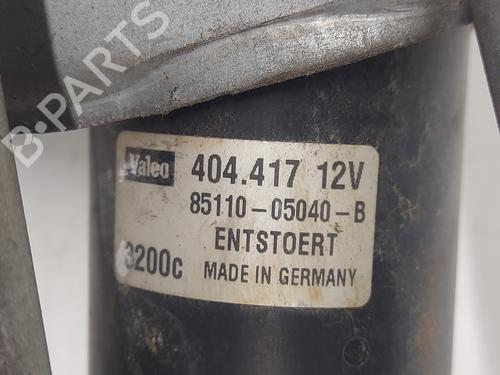 B-PARTS
Valeo 404.417 12V
85110-05040-B
ENTSTOERT
3200c MADE IN GERMANY